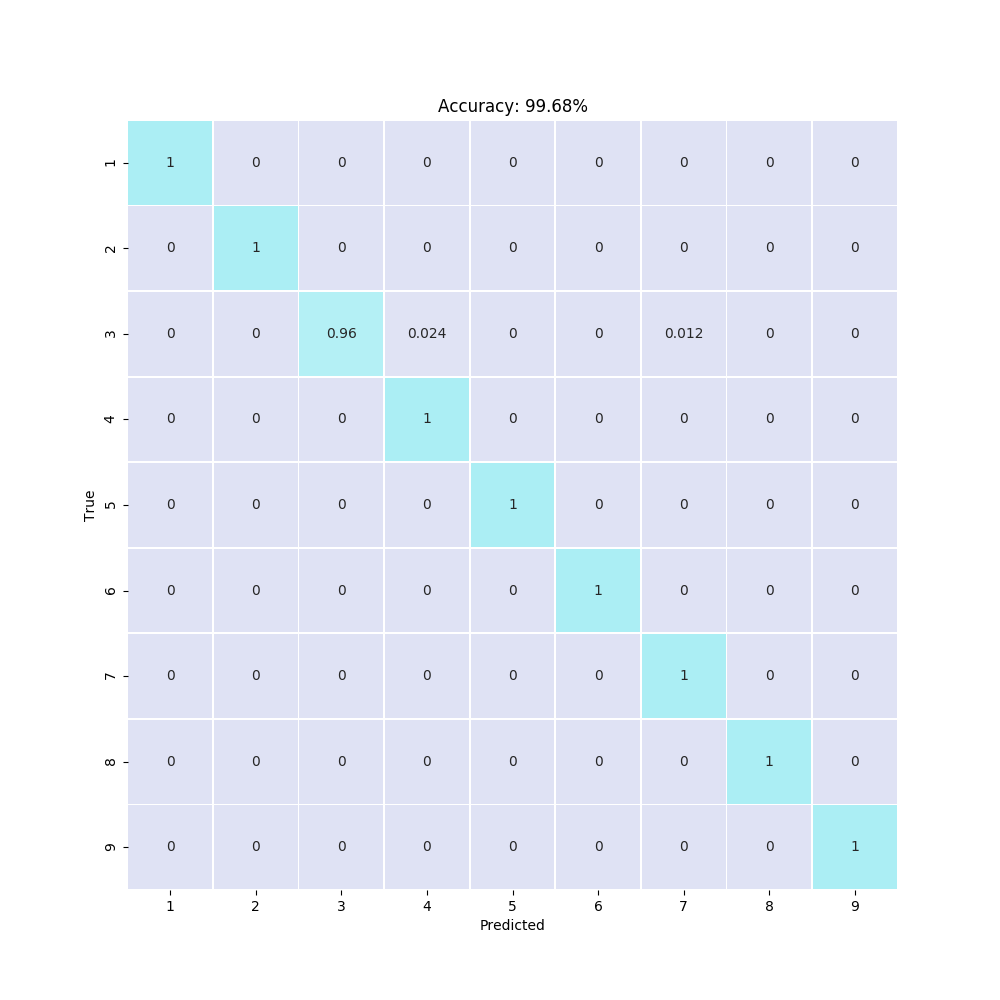 Accuracy: 99.68%
1 1 0 0 0 0 0 0 0 0
2 0 1 0 0 0 0 0 0 0
3 0 0 0.96 0.024 0 0 0.012 0 0
4 0 0 0 1 0 0 0 0 0
True
5 0 0 0 0 1 0 0 0 0
6 0 0 0 0 0 1 0 0 0
7 0 0 0 0 0 0 1 0 0
8 0 0 0 0 0 0 0 1 0
9 0 0 0 0 0 0 0 0 1
1 2 3 4 5 6 7 8 9
Predicted